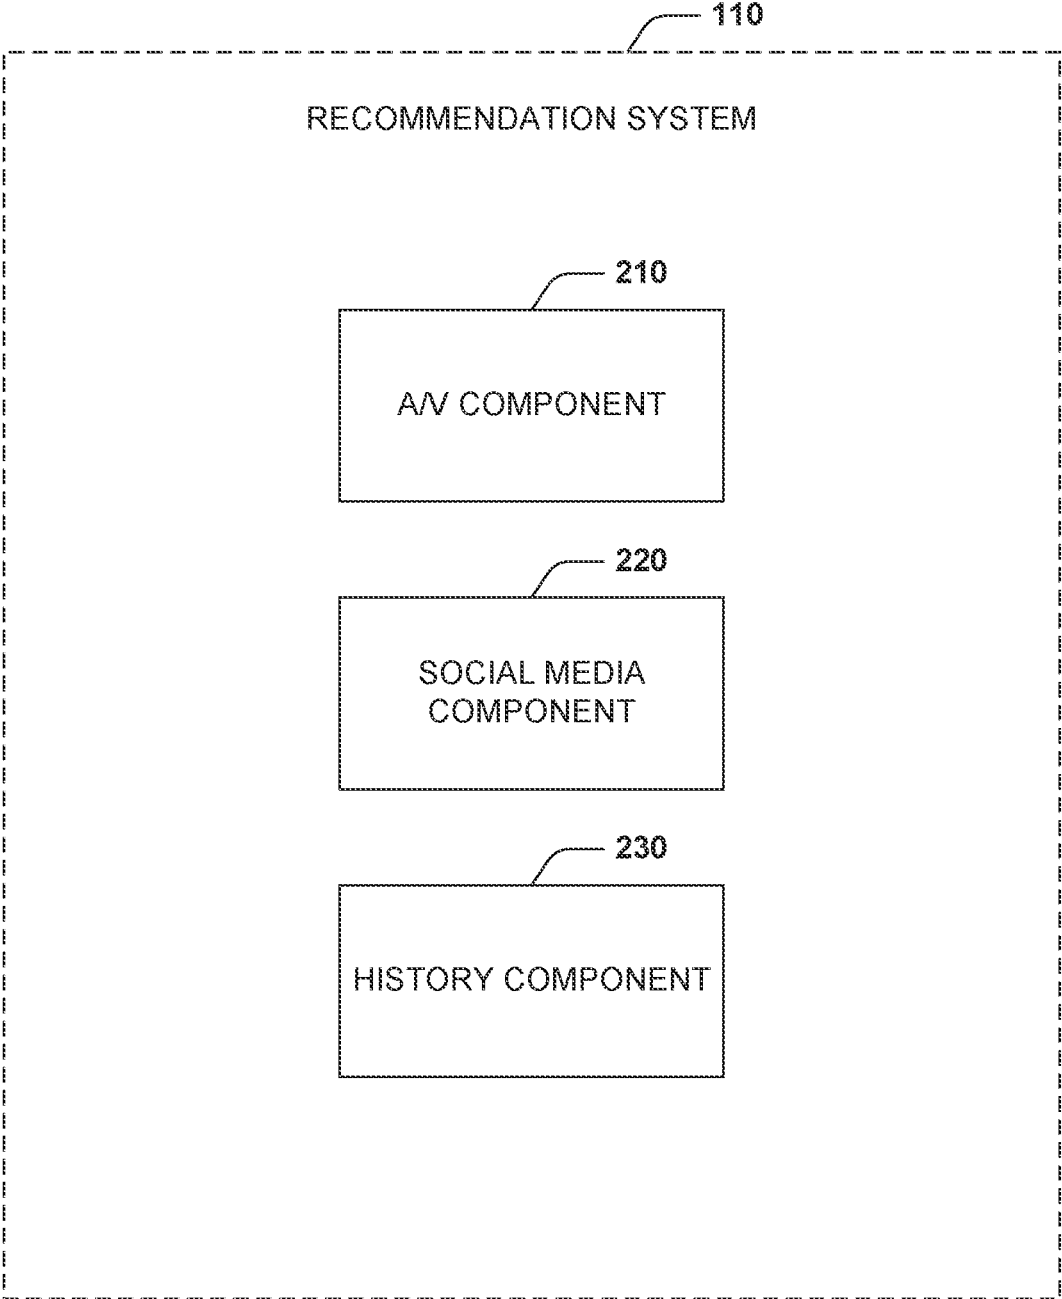 110
RECOMMENDATION SYSTEM
210
A/V COMPONENT
220
SOCIAL MEDIA
COMPONENT
230
HISTORY COMPONENT